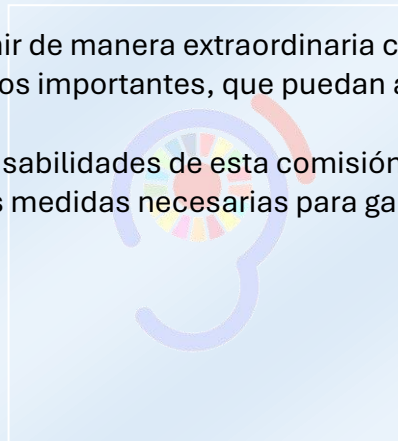 ir de manera extraordinaria c
os importantes, que puedan a
sabilidades de esta comisión
s medidas necesarias para ga